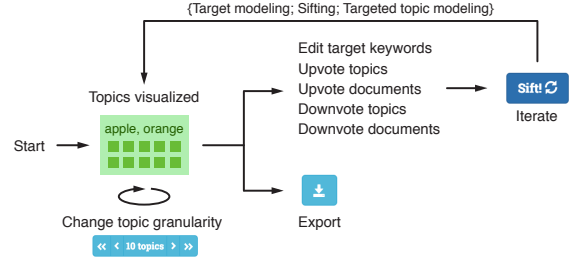 {Target modeling; Sifting; Targeted topic modeling}
Edit target keywords
Upvote topics
Upvote documents
Downvote topics
Downvote documents
Topics visualized
apple, orange
Start
Sift!
Iterate
Change topic granularity
« ‹ 10 topics › »
Export